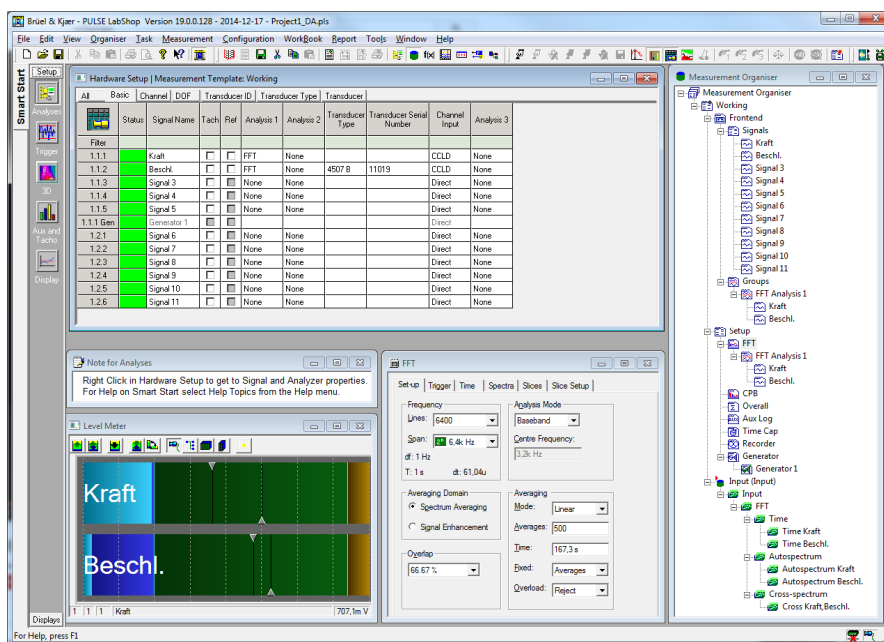 Brüel & Kjær - PULSE LabShop Version 19.0.0.128 - 2014-12-17 - Project1_DA.pls
File Edit View Organiser Task Measurement Configuration WorkBook Report Tools Window Help
Smart Start
Setup
Analyses
Trigger
3D
Aux and
Tacho
Display
Displays
Hardware Setup | Measurement Template: Working
All Basic Channel DOF Transducer ID Transducer Type Transducer
Status Signal Name Tach Ref Analysis 1 Analysis 2 Transducer Type Transducer Serial Number Channel Input Analysis 3
Filter
1.1.1 Kraft FFT None CCLD None
1.1.2 Beschl. FFT None 4507 B 11019 CCLD None
1.1.3 Signal 3 None None Direct None
1.1.4 Signal 4 None None Direct None
1.1.5 Signal 5 None None Direct None
1.1.1 Gen Generator 1 Direct
1.2.1 Signal 6 None None Direct None
1.2.2 Signal 7 None None Direct None
1.2.3 Signal 8 None None Direct None
1.2.4 Signal 9 None None Direct None
1.2.5 Signal 10 None None Direct None
1.2.6 Signal 11 None None Direct None
Note for Analyses
Right Click in Hardware Setup to get to Signal and Analyzer properties.
For Help on Smart Start select Help Topics from the Help menu.
Level Meter
Kraft
Beschl.
1 1 1 Kraft 707,1m V
FFT
Set-up Trigger Time Spectra Slices Slice Setup
Frequency
Lines: 6400
Span: 2ⁿ 6,4k Hz
df: 1 Hz
T: 1 s dt: 61,04u
Analysis Mode
Baseband
Centre Frequency:
3,2k Hz
Averaging Domain
Spectrum Averaging
Signal Enhancement
Overlap
66.67 %
Averaging
Mode: Linear
Averages: 500
Time: 167,3 s
Fixed: Averages
Overload: Reject
Measurement Organiser
Measurement Organiser
Working
Frontend
Signals
Kraft
Beschl.
Signal 3
Signal 4
Signal 5
Signal 6
Signal 7
Signal 8
Signal 9
Signal 10
Signal 11
Groups
FFT Analysis 1
Kraft
Beschl.
Setup
FFT
FFT Analysis 1
Kraft
Beschl.
CPB
Overall
Aux Log
Time Cap
Recorder
Generator
Generator 1
Input (Input)
Input
FFT
Time
Time Kraft
Time Beschl.
Autospectrum
Autospectrum Kraft
Autospectrum Beschl.
Cross-spectrum
Cross Kraft,Beschl.
For Help, press F1